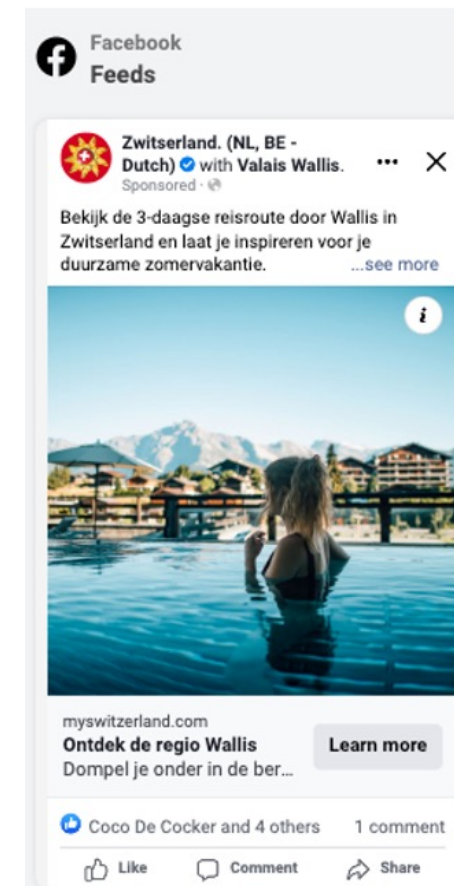 Facebook
Feeds
Zwitserland. (NL, BE -
Dutch) with Valais Wallis.
Sponsored ·
Bekijk de 3-daagse reisroute door Wallis in
Zwitserland en laat je inspireren voor je
duurzame zomervakantie. ...see more
i
myswitzerland.com
Ontdek de regio Wallis
Dompel je onder in de ber...
Learn more
Coco De Cocker and 4 others 1 comment
Like Comment Share